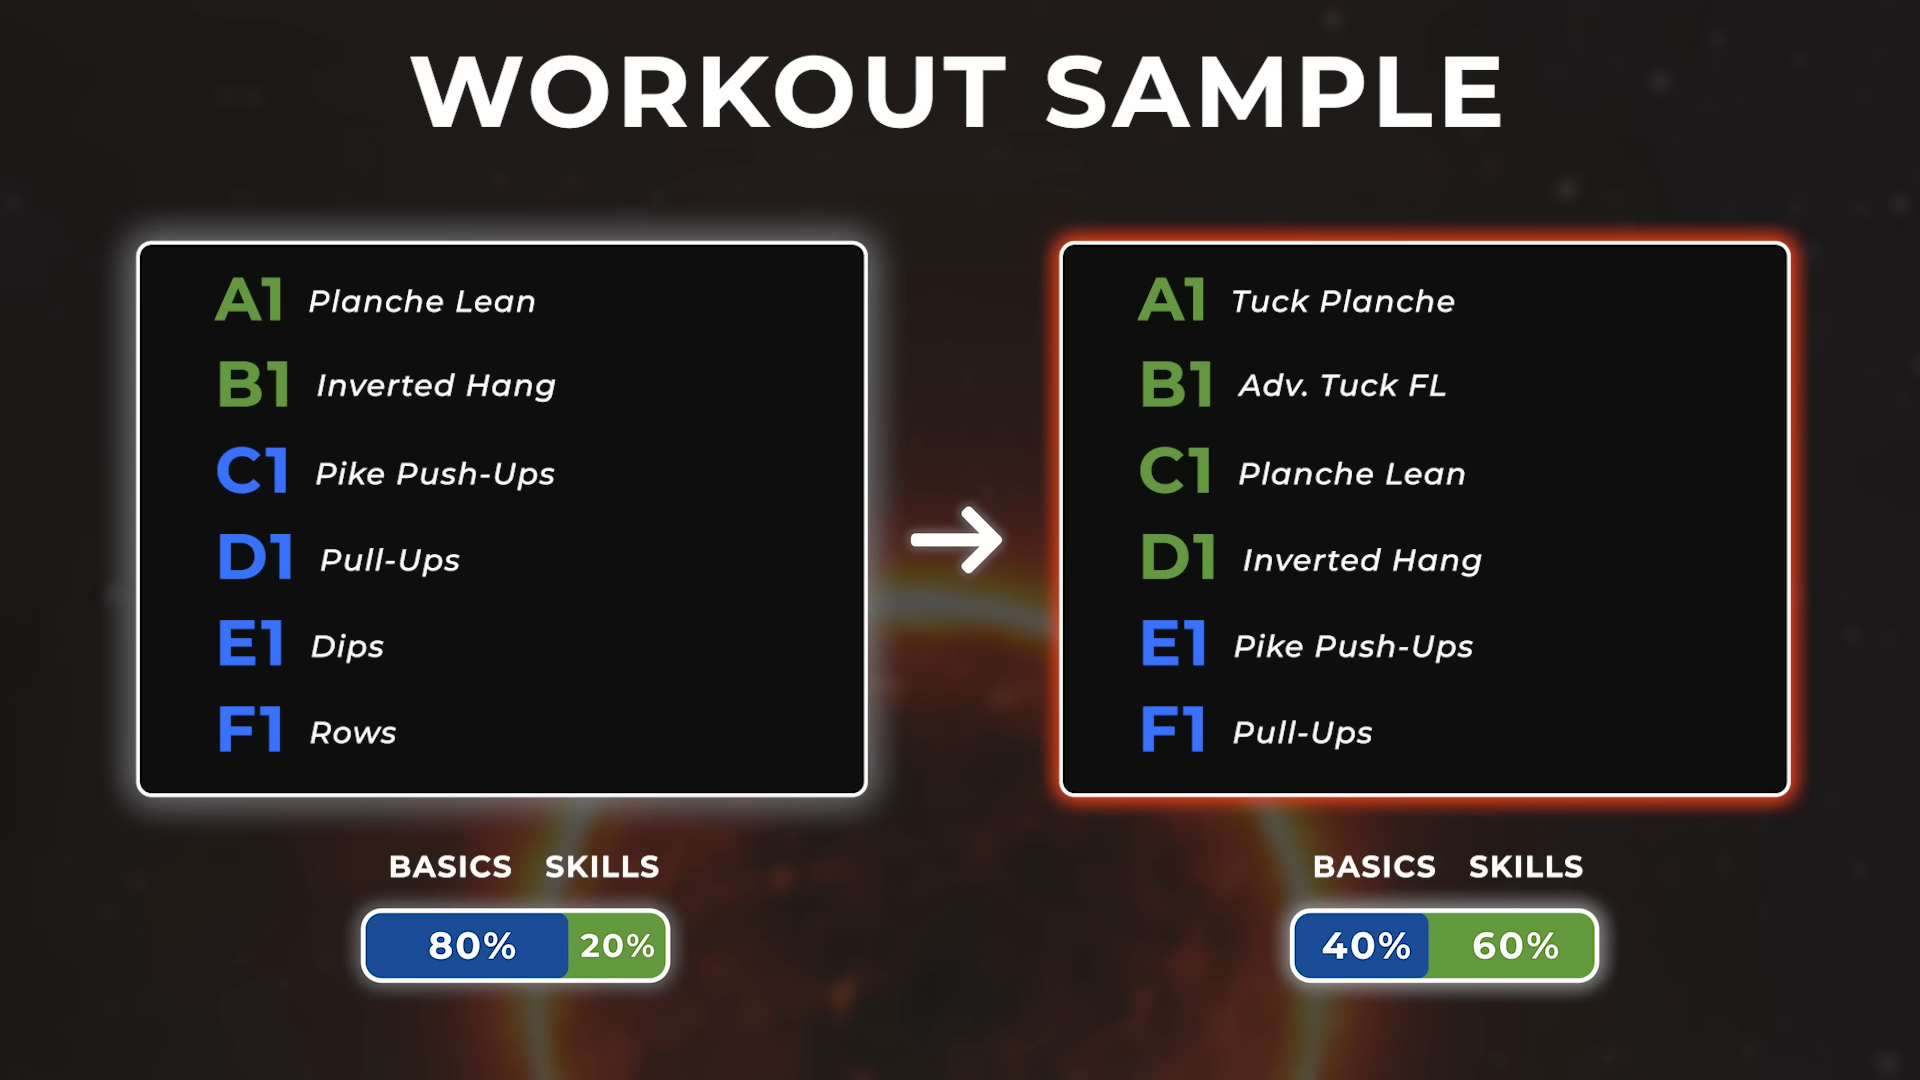 WORKOUT SAMPLE
A1 Planche Lean
B1 Inverted Hang
C1 Pike Push-Ups
D1 Pull-Ups
E1 Dips
F1 Rows
BASICS SKILLS
80% 20%
A1 Tuck Planche
B1 Adv. Tuck FL
C1 Planche Lean
D1 Inverted Hang
E1 Pike Push-Ups
F1 Pull-Ups
BASICS SKILLS
40% 60%